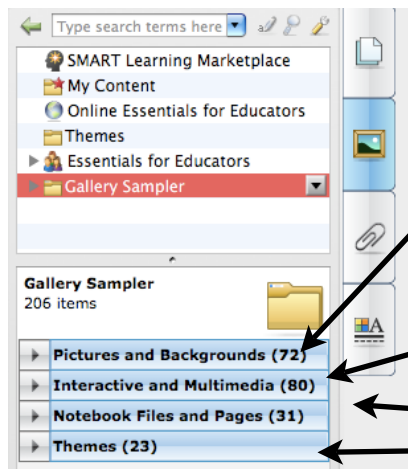 Type search terms here
SMART Learning Marketplace
My Content
Online Essentials for Educators
Themes
Essentials for Educators
Gallery Sampler
Gallery Sampler
206 items
Pictures and Backgrounds (72)
Interactive and Multimedia (80)
Notebook Files and Pages (31)
Themes (23)
A